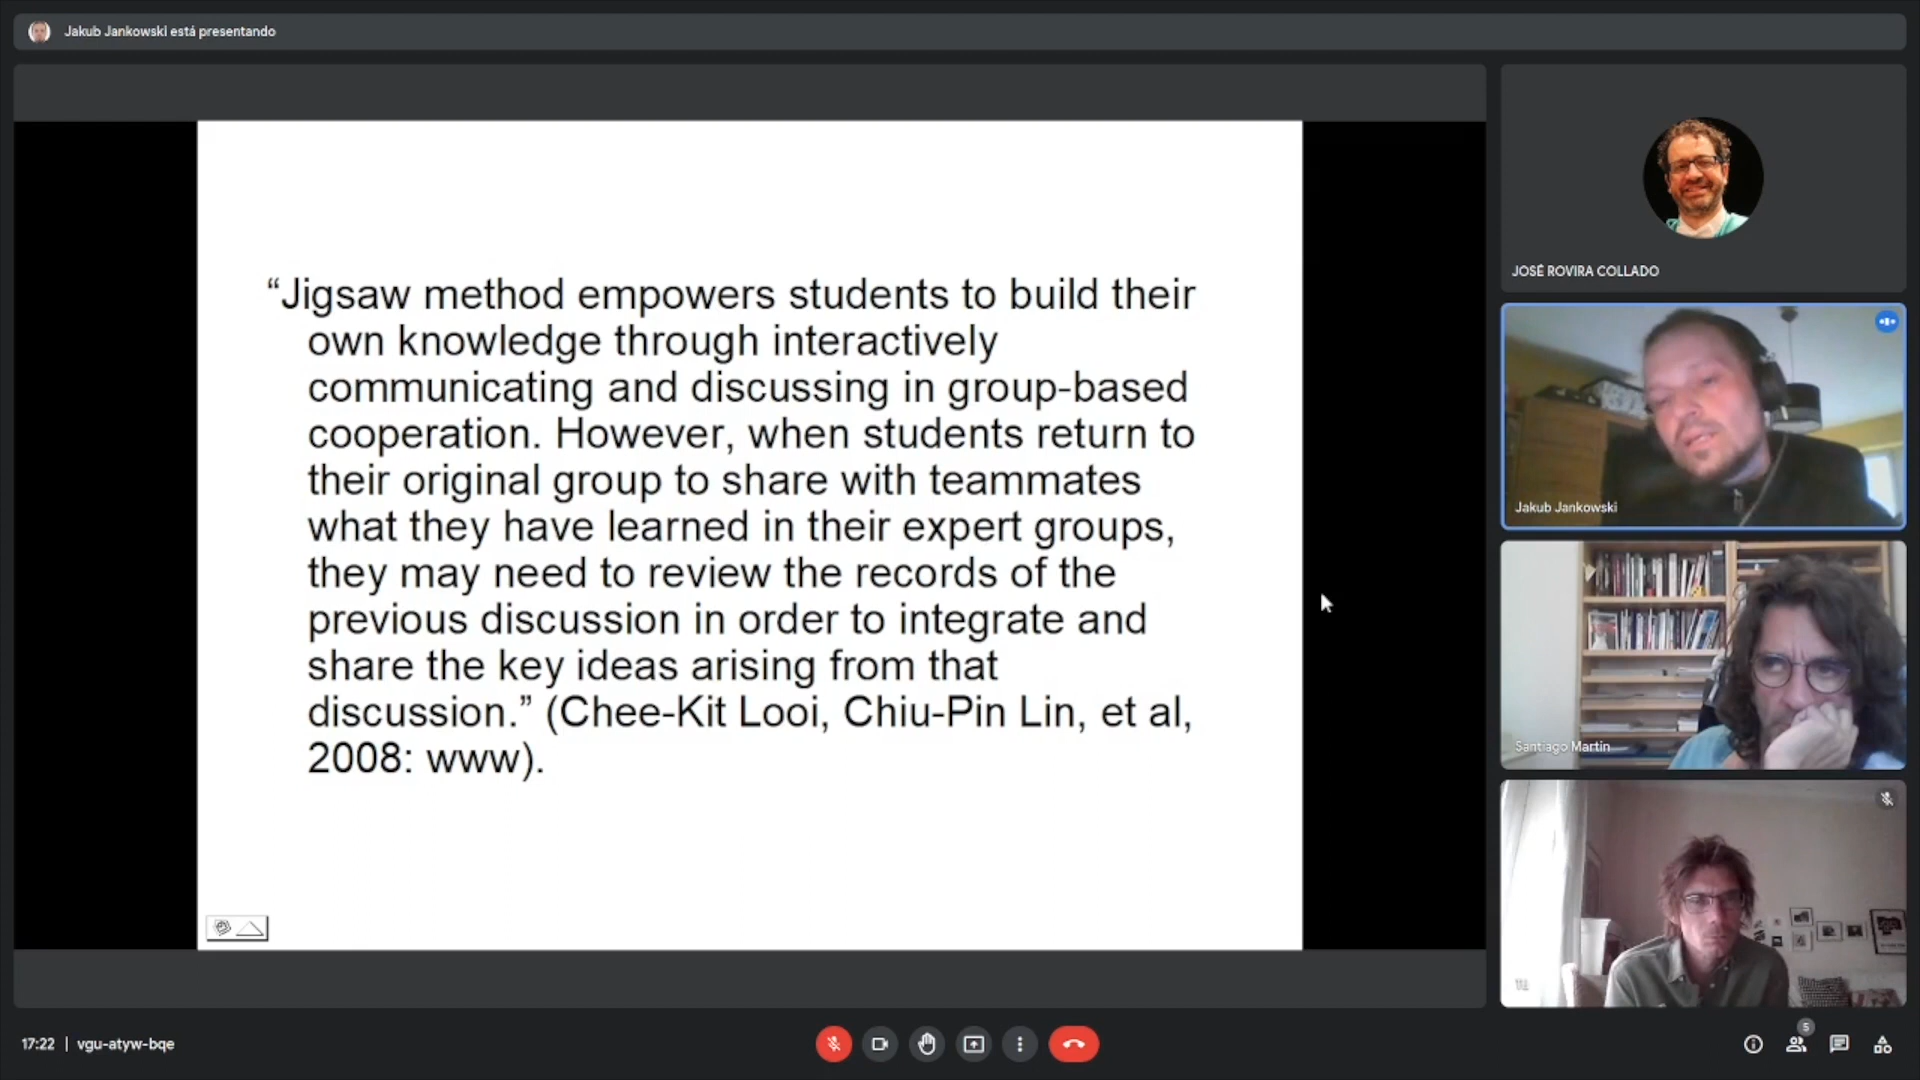 Jakub Jankowski está presentando
“Jigsaw method empowers students to build their
own knowledge through interactively
communicating and discussing in group-based
cooperation. However, when students return to
their original group to share with teammates
what they have learned in their expert groups,
they may need to review the records of the
previous discussion in order to integrate and
share the key ideas arising from that
discussion.” (Chee-Kit Looi, Chiu-Pin Lin, et al,
2008: www).
JOSÉ ROVIRA COLLADO
Jakub Jankowski
Santiago Martín
Tú
17:22 | vgu-atyw-bqe
5